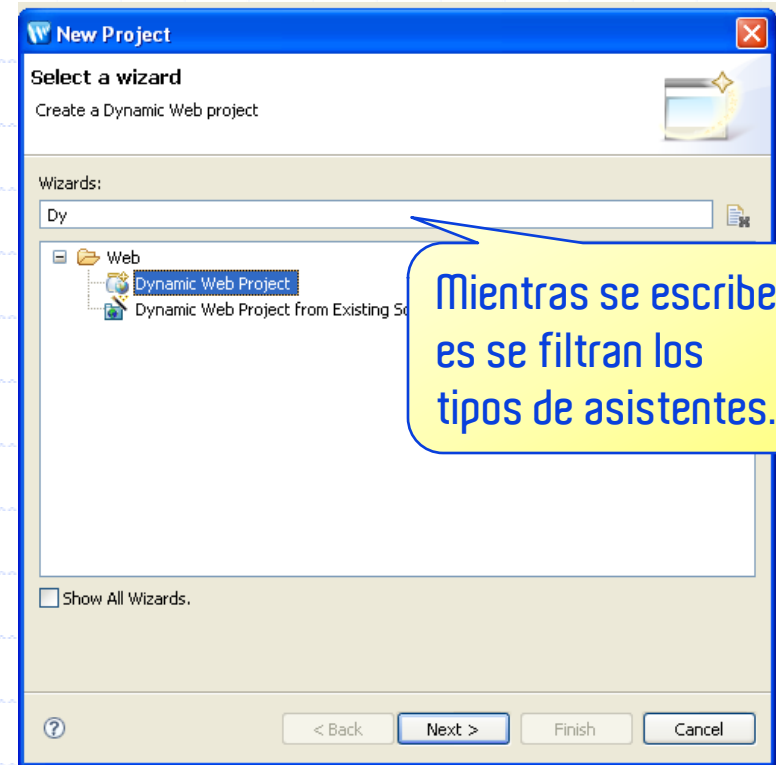 New Project
Select a wizard
Create a Dynamic Web project
Wizards:
Dy
Web
Dynamic Web Project
Dynamic Web Project from Existing
Mientras se escribe
es se filtran los
tipos de asistentes.
Show All Wizards.
< Back Next > Finish Cancel